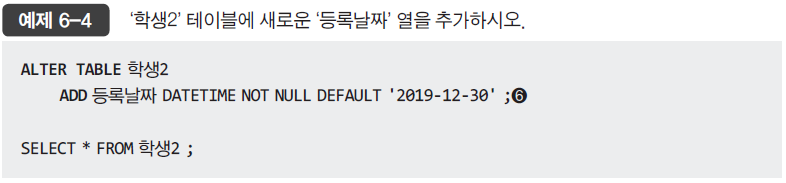 예제 6-4 '학생2' 테이블에 새로운 '등록날짜' 열을 추가하시오.
ALTER TABLE 학생2
ADD 등록날짜 DATETIME NOT NULL DEFAULT '2019-12-30' ;❻
SELECT * FROM 학생2 ;